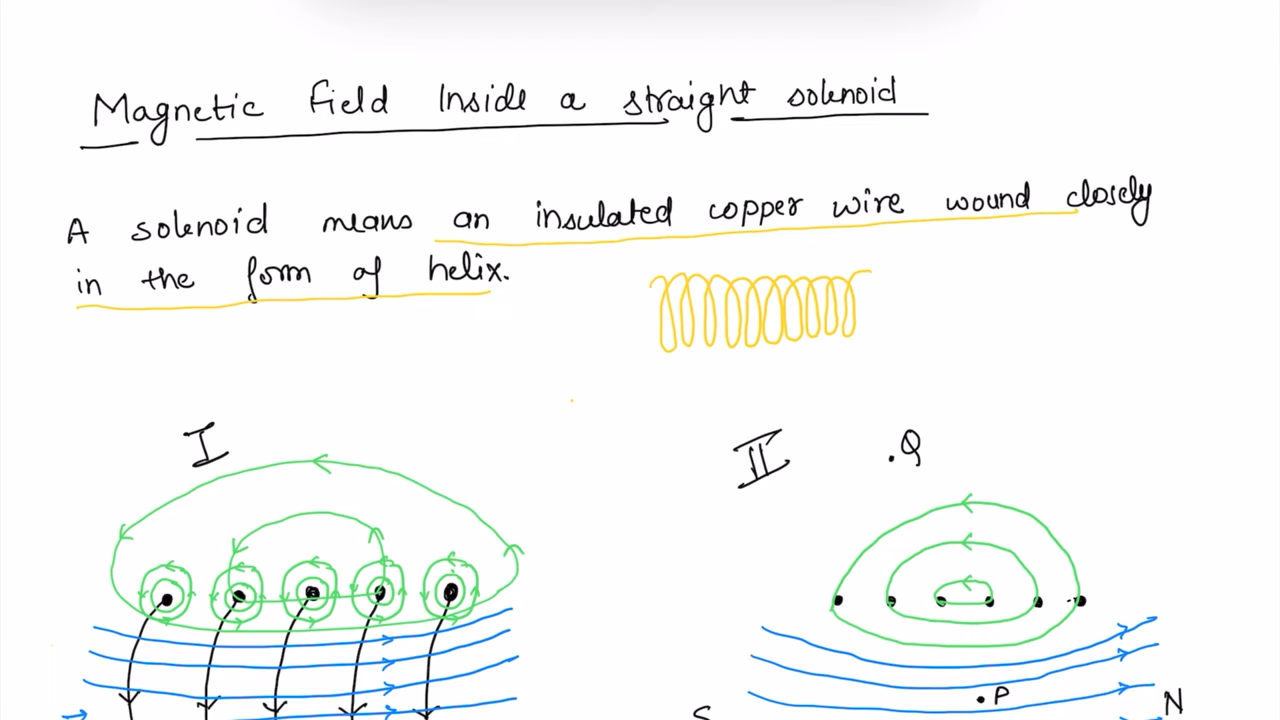 Magnetic field Inside a straight solenoid
A solenoid means an insulated copper wire wound closely
in the form of helix.
I
II
.Q
.P
N
S